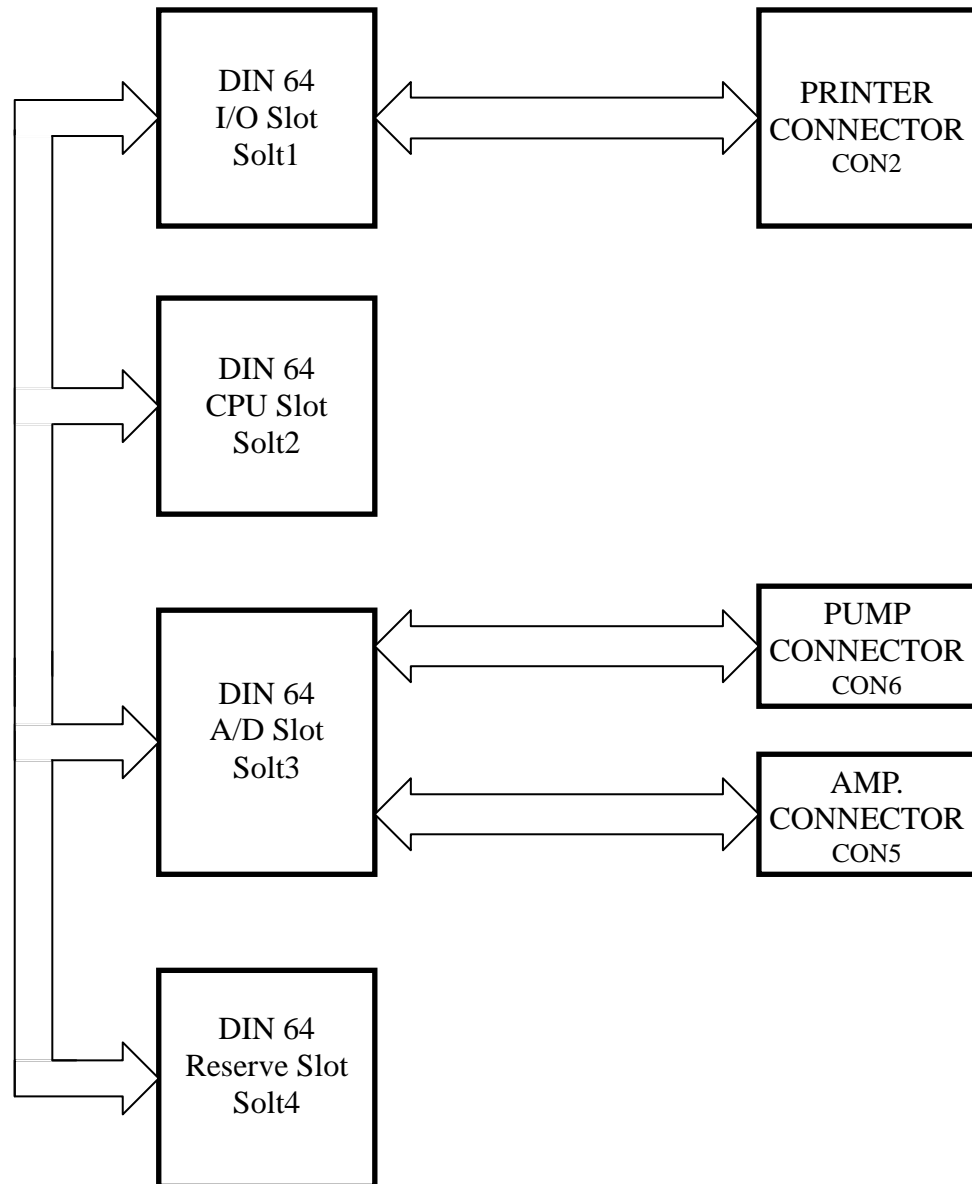 DIN 64
I/O Slot
Solt1
PRINTER
CONNECTOR
CON2
DIN 64
CPU Slot
Solt2
DIN 64
A/D Slot
Solt3
PUMP
CONNECTOR
CON6
AMP.
CONNECTOR
CON5
DIN 64
Reserve Slot
Solt4